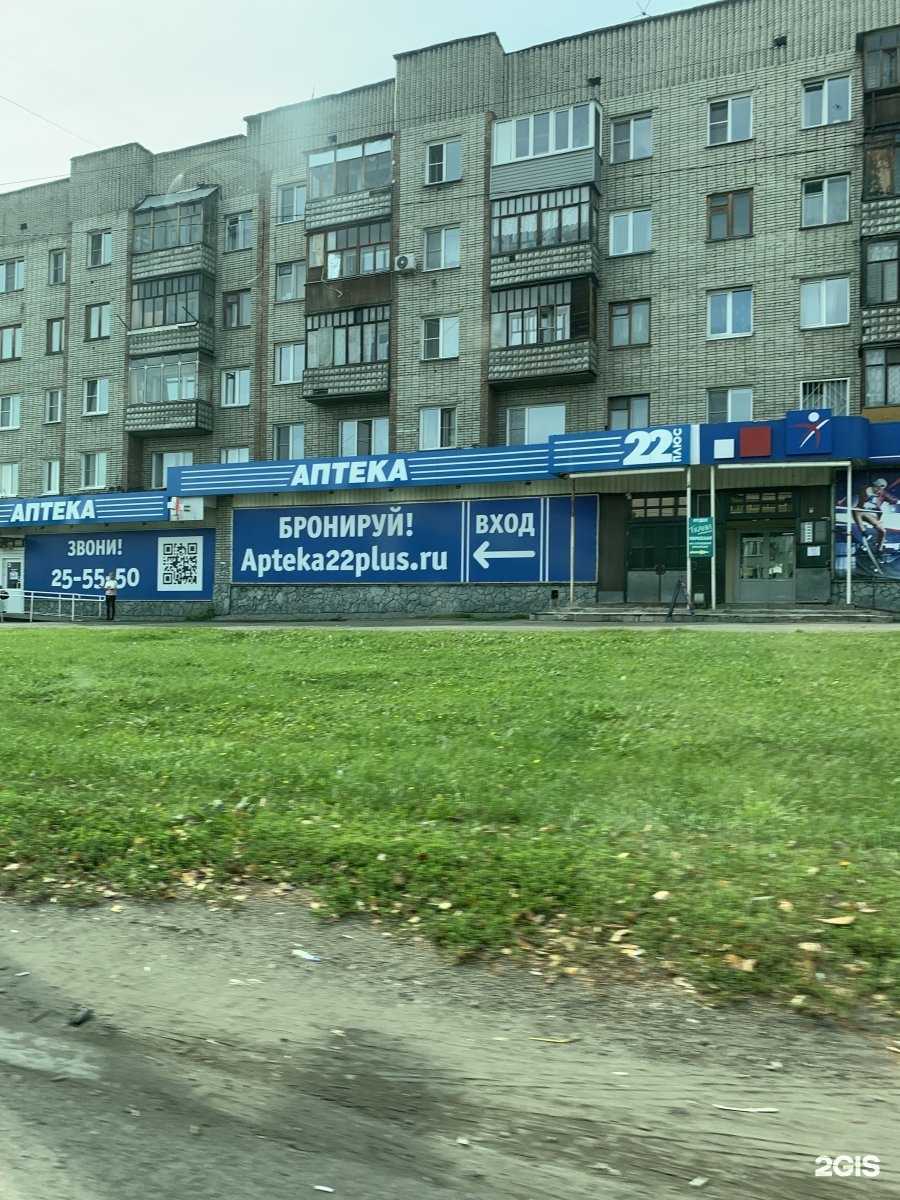 АПТЕКА
22 ПЛЮС
АПТЕКА
ЗВОНИ!
25-55-50
БРОНИРУЙ!
Apteka22plus.ru
ВХОД
2GIS